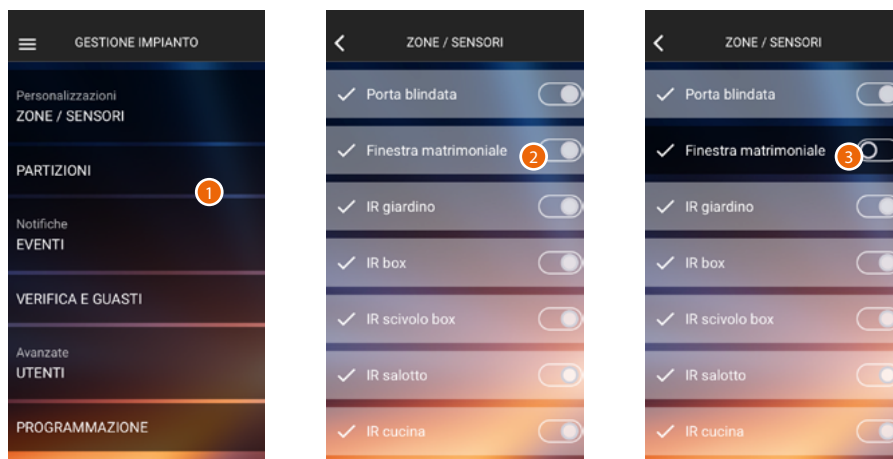 GESTIONE IMPIANTO
Personalizzazioni
ZONE / SENSORI
PARTIZIONI
1
Notifiche
EVENTI
VERIFICA E GUASTI
Avanzate
UTENTI
PROGRAMMAZIONE
ZONE / SENSORI
Porta blindata
Finestra matrimoniale
2
IR giardino
IR box
IR scivolo box
IR salotto
IR cucina
ZONE / SENSORI
Porta blindata
Finestra matrimoniale
3
IR giardino
IR box
IR scivolo box
IR salotto
IR cucina